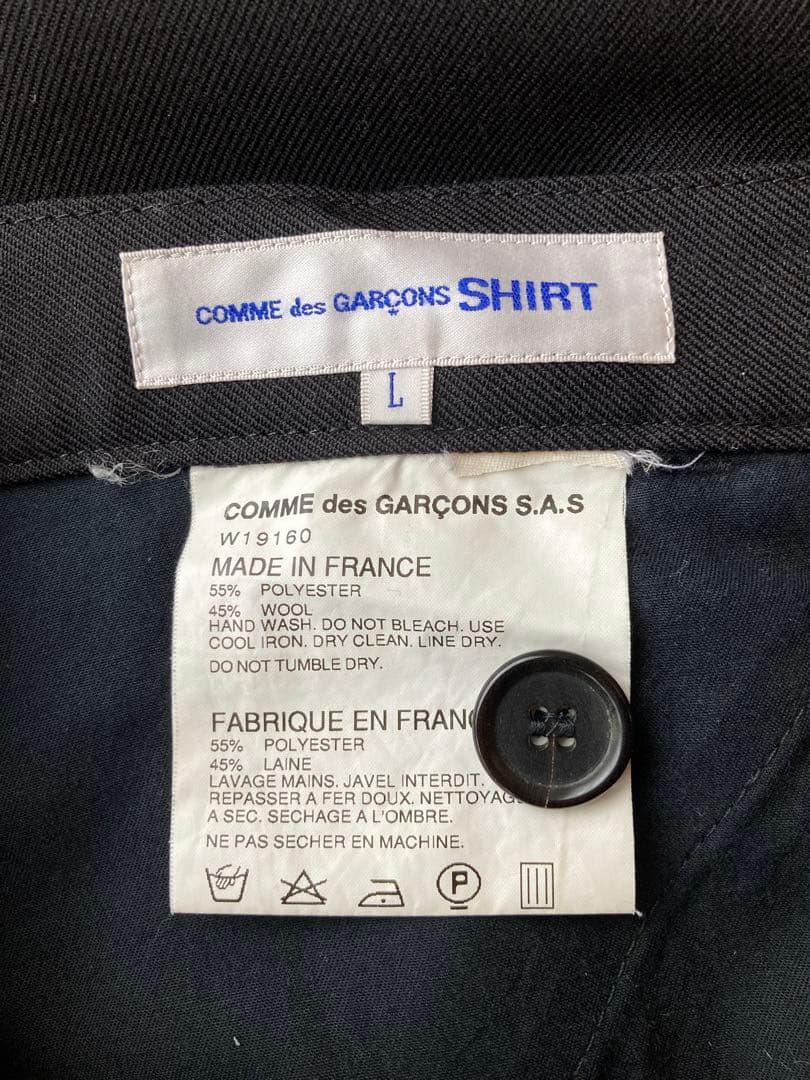 COMME des GARÇONS SHIRT
L
COMME des GARÇONS S.A.S
W19160
MADE IN FRANCE
55% POLYESTER
45% WOOL
HAND WASH. DO NOT BLEACH. USE
COOL IRON. DRY CLEAN. LINE DRY.
DO NOT TUMBLE DRY.
FABRIQUE EN
55% POLYESTER
45% LAINE
LAVAGE MAINS. JAVEL INTERDIT.
REPASSER A FER DOUX.
A SEC. SECHAGE A L'OMBRE.
NE PAS SECHER EN MACHINE.
P